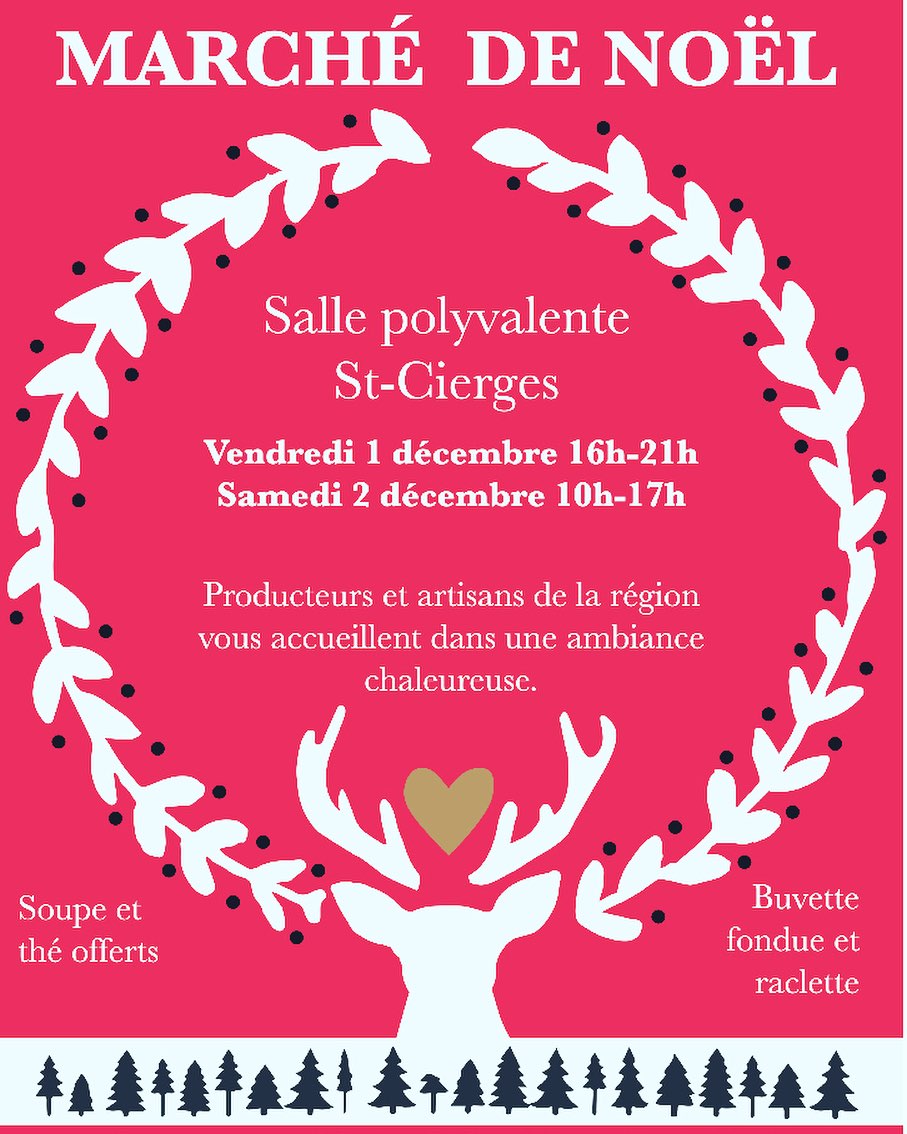 MARCHÉ DE NOËL
Salle polyvalente
St-Cierges
Vendredi 1 décembre 16h-21h
Samedi 2 décembre 10h-17h
Producteurs et artisans de la région
vous accueillent dans une ambiance
chaleureuse.
Soupe et
thé offerts
Buvette
fondue et
raclette